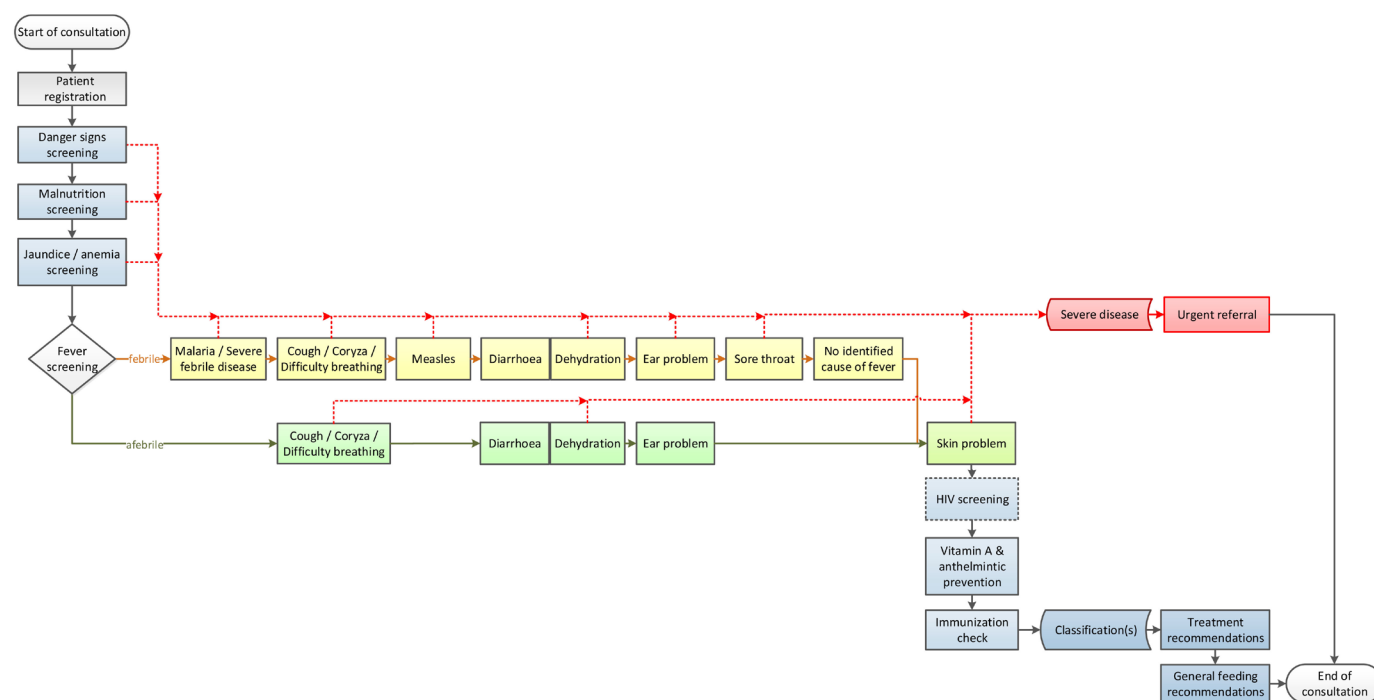 Start of consultation
Patient
registration
Danger signs
screening
Malnutrition
screening
Jaundice / anemia
screening
Fever
screening
febrile
Malaria / Severe
febrile disease
Cough / Coryza /
Difficulty breathing
Measles
Diarrhoea
Dehydration
Ear problem
Sore throat
No identified
cause of fever
Severe disease
Urgent referral
afebrile
Cough / Coryza /
Difficulty breathing
Diarrhoea
Dehydration
Ear problem
Skin problem
HIV screening
Vitamin A &
anthelmintic
prevention
Immunization
check
Classification(s)
Treatment
recommendations
General feeding
recommendations
End of
consultation